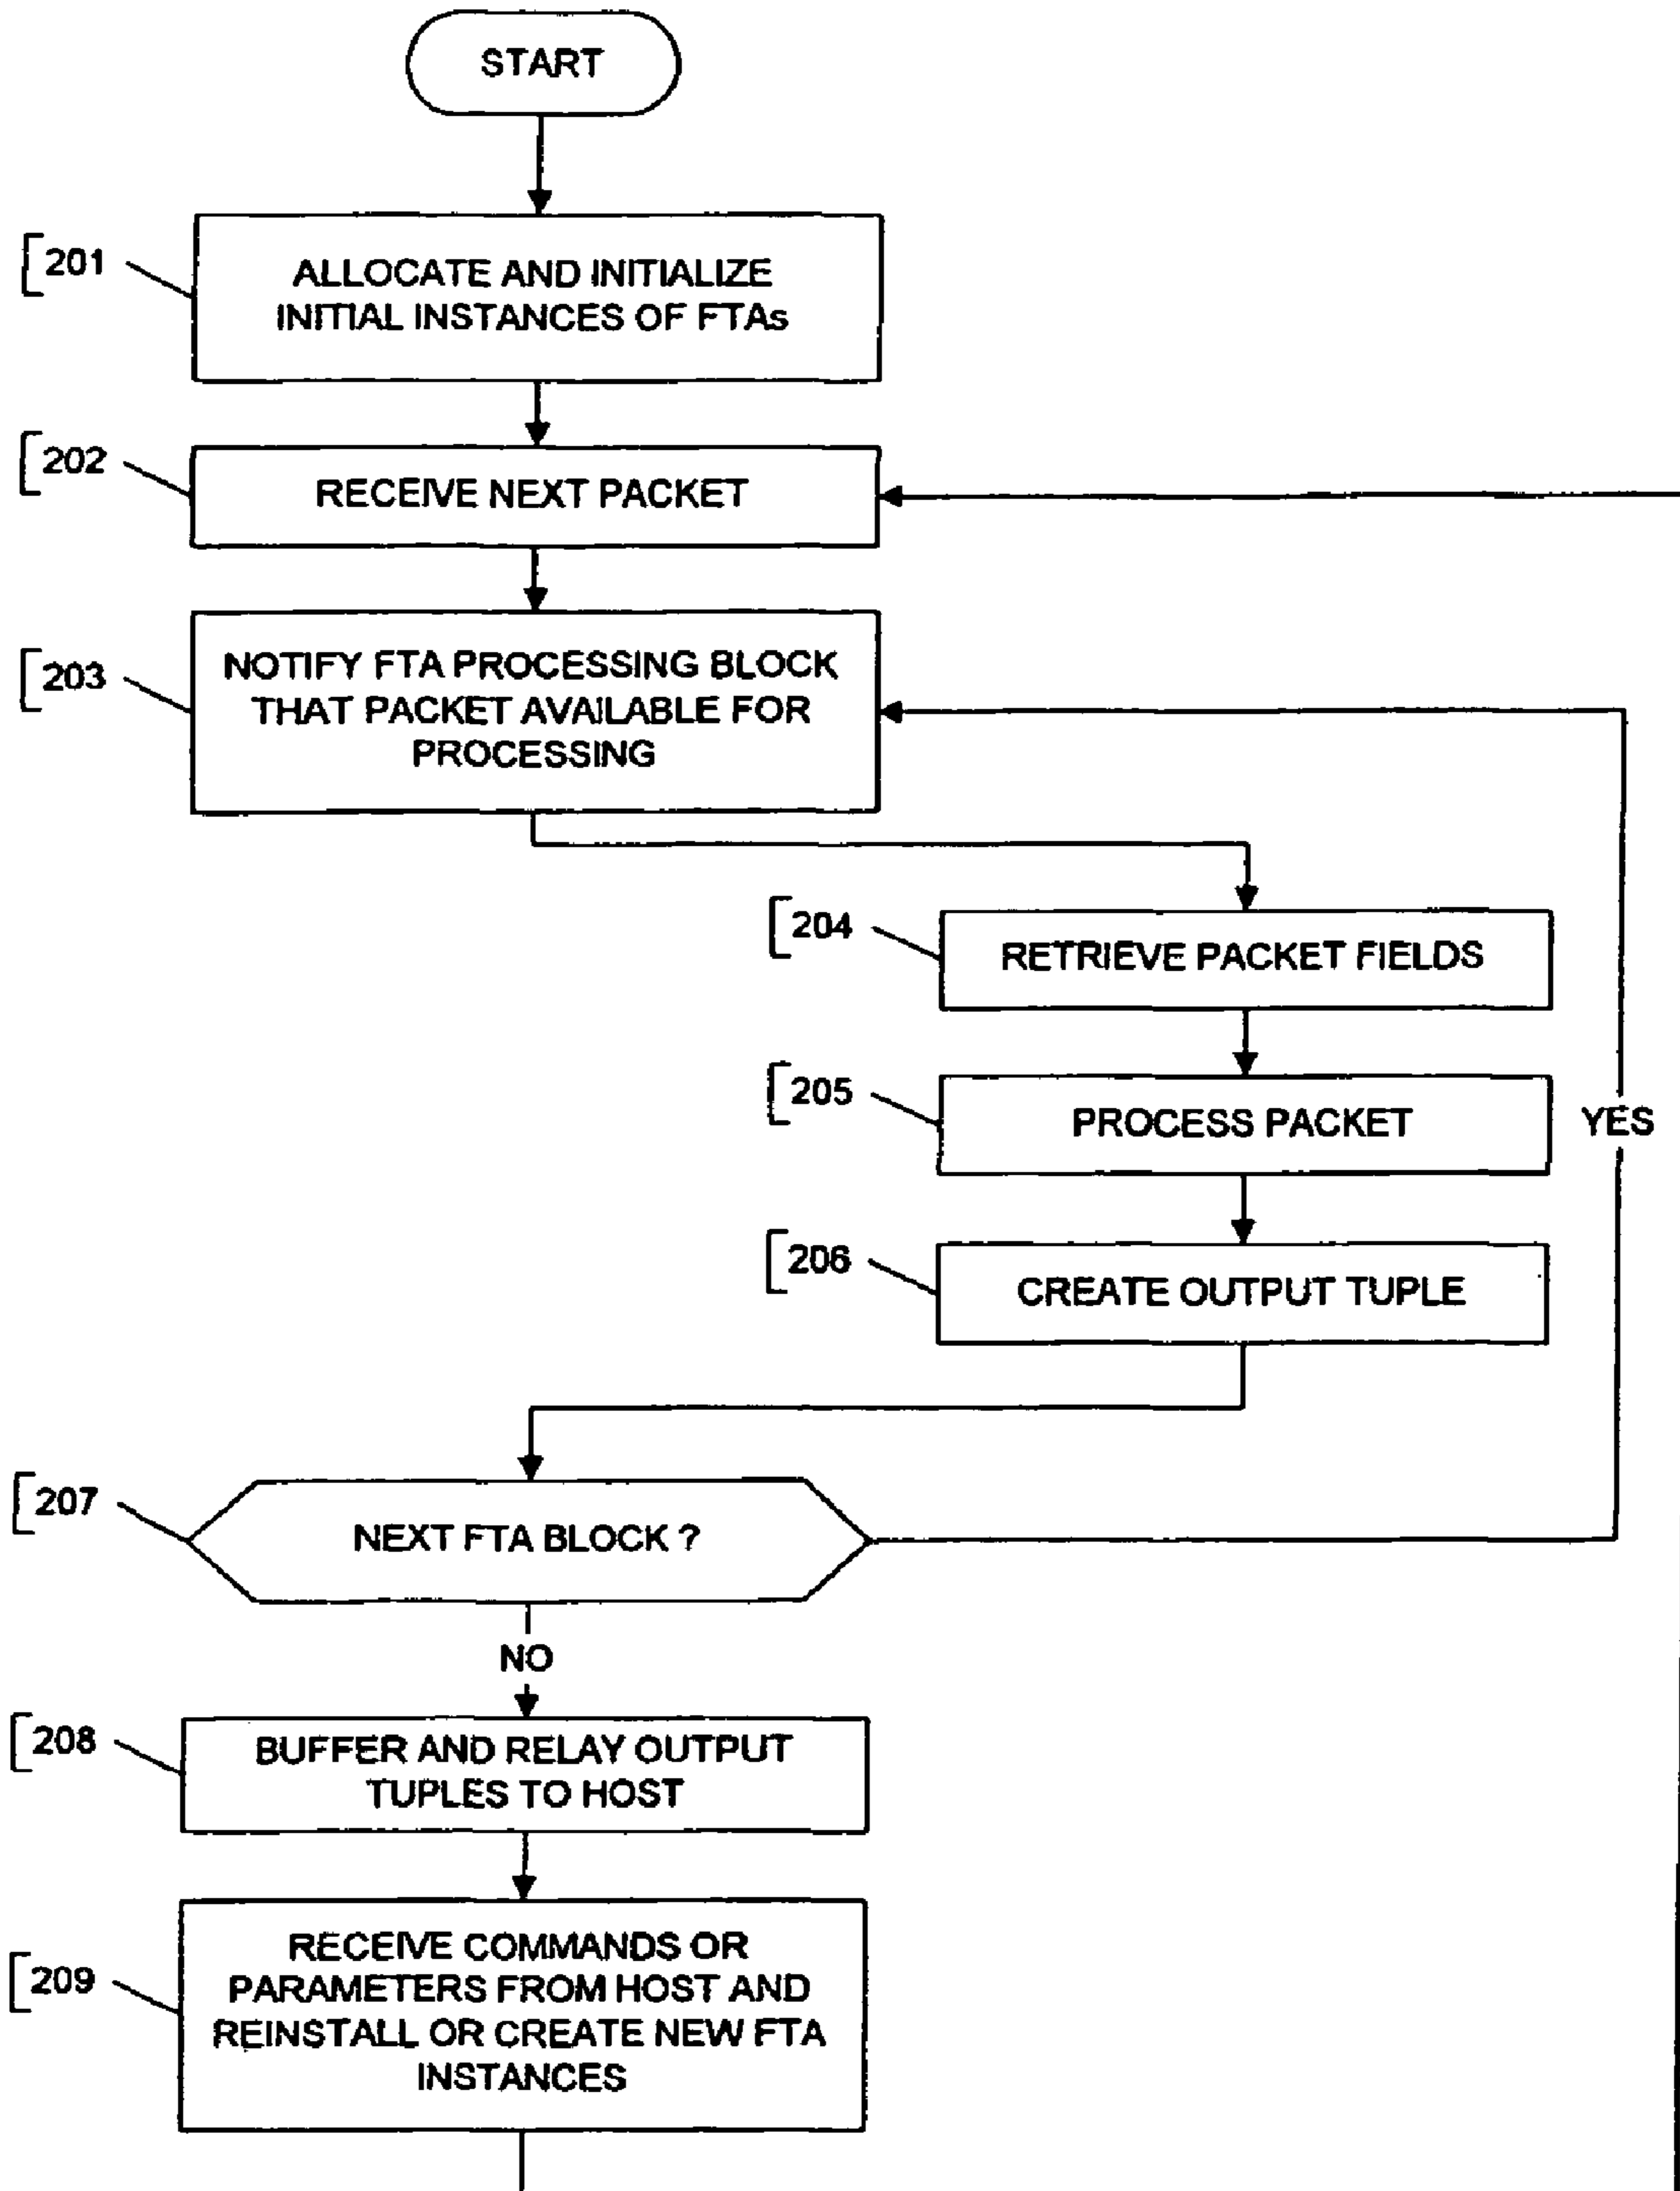 START
201
ALLOCATE AND INITIALIZE
INITIAL INSTANCES OF FTAs
202
RECEIVE NEXT PACKET
203
NOTIFY FTA PROCESSING BLOCK
THAT PACKET AVAILABLE FOR
PROCESSING
204
RETRIEVE PACKET FIELDS
205
PROCESS PACKET
YES
206
CREATE OUTPUT TUPLE
207
NEXT FTA BLOCK ?
NO
208
BUFFER AND RELAY OUTPUT
TUPLES TO HOST
209
RECEIVE COMMANDS OR
PARAMETERS FROM HOST AND
REINSTALL OR CREATE NEW FTA
INSTANCES